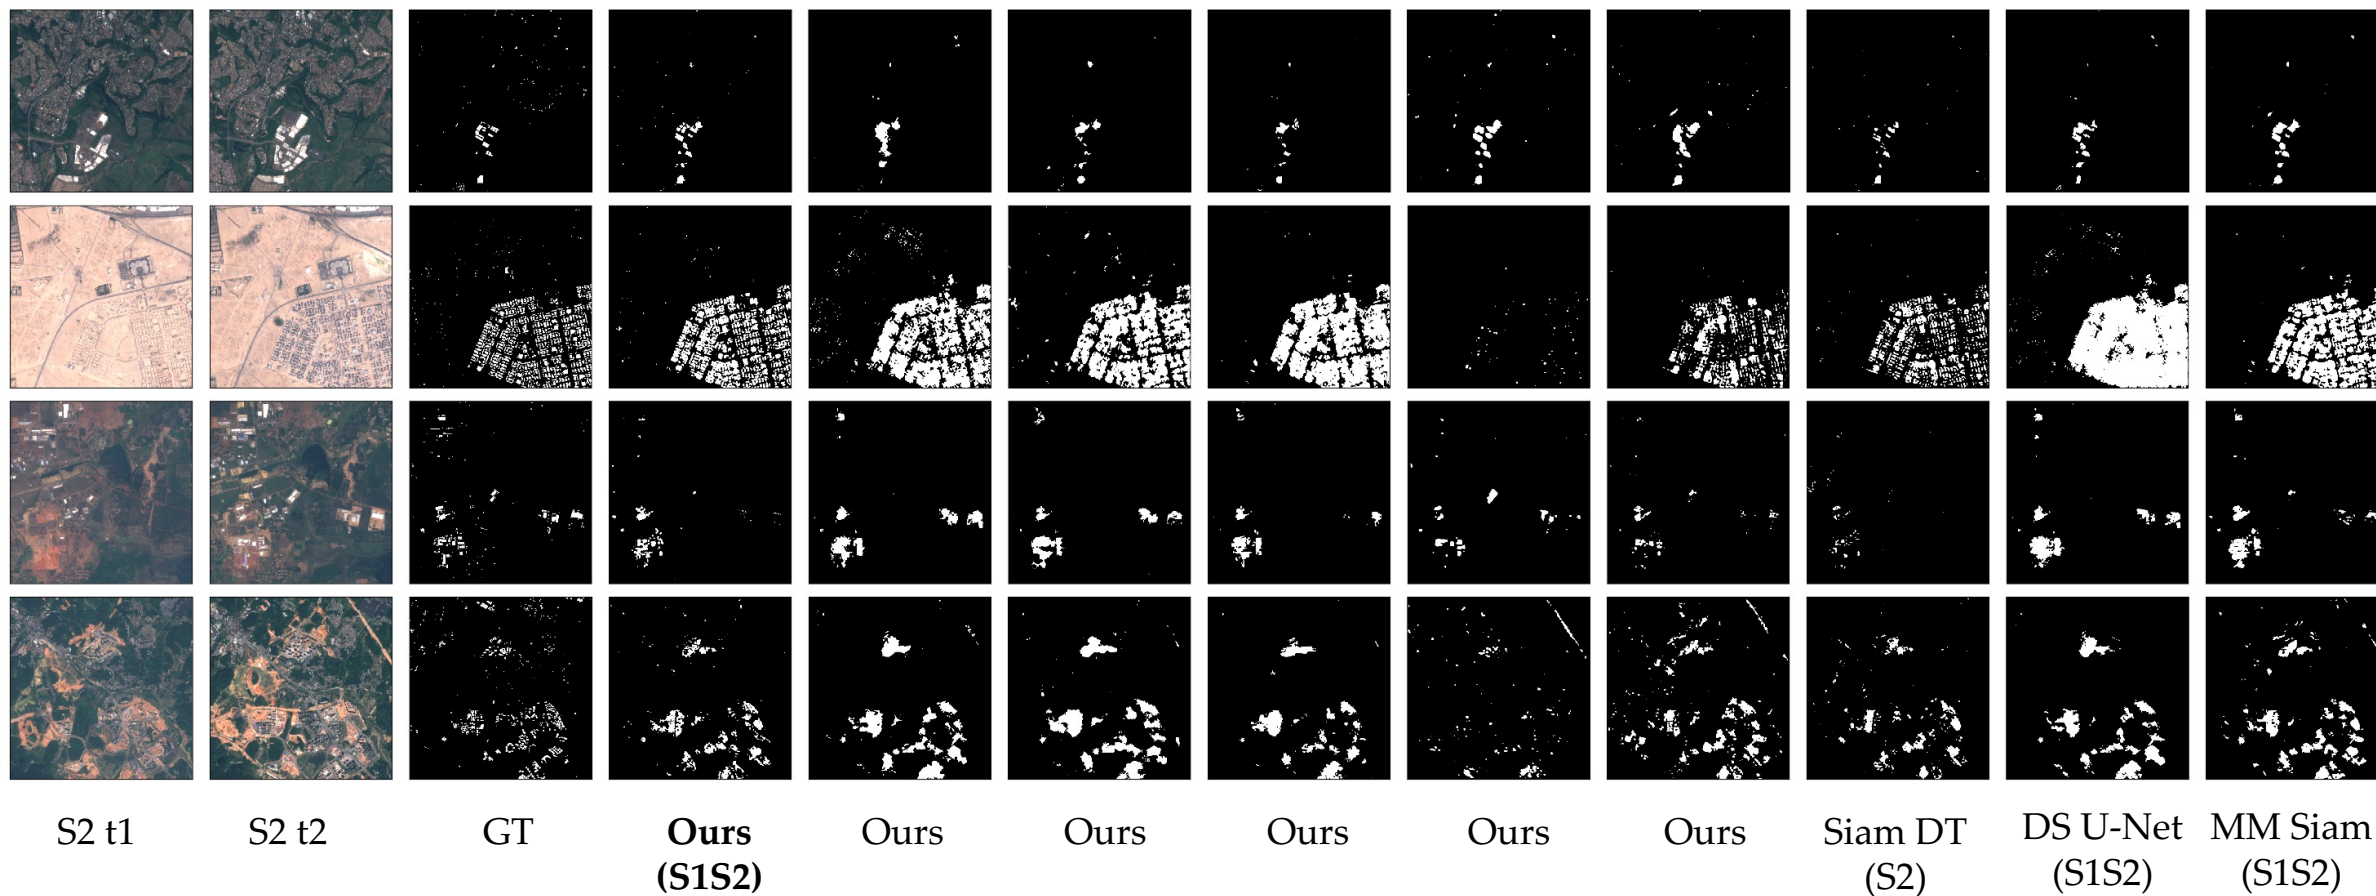 S2 t1 S2 t2 GT Ours Ours Ours Ours Ours Ours Siam DT DS U-Net MM Siam
(S1S2) (S2) (S1S2) (S1S2)